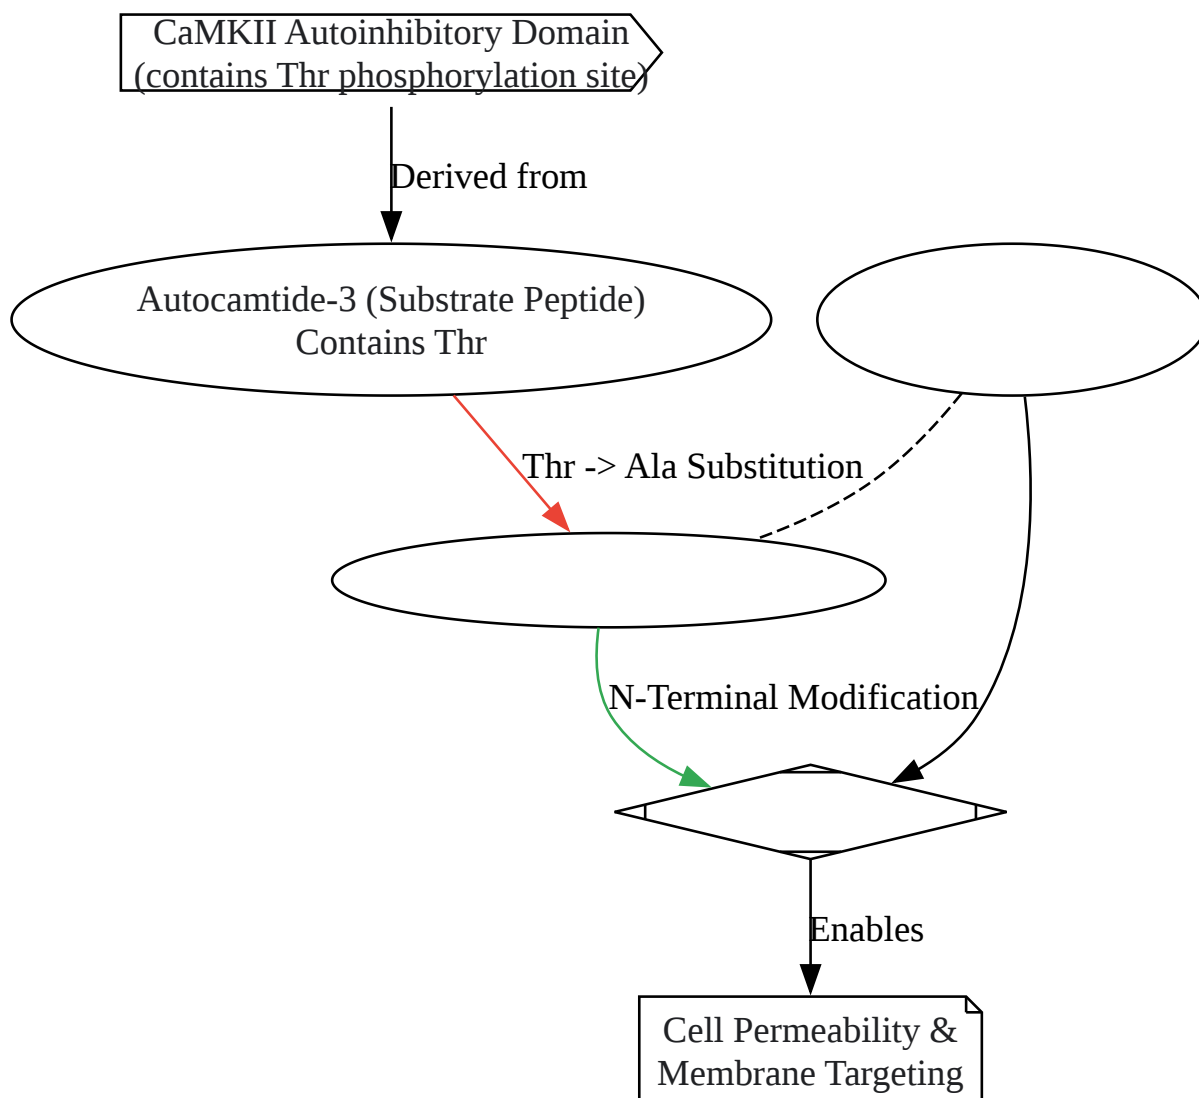 CaMKII Autoinhibitory Domain
(contains Thr phosphorylation site)
Derived from
Autocamtide-3 (Substrate Peptide)
Contains Thr
Thr -> Ala Substitution
N-Terminal Modification
Enables
Cell Permeability &
Membrane Targeting